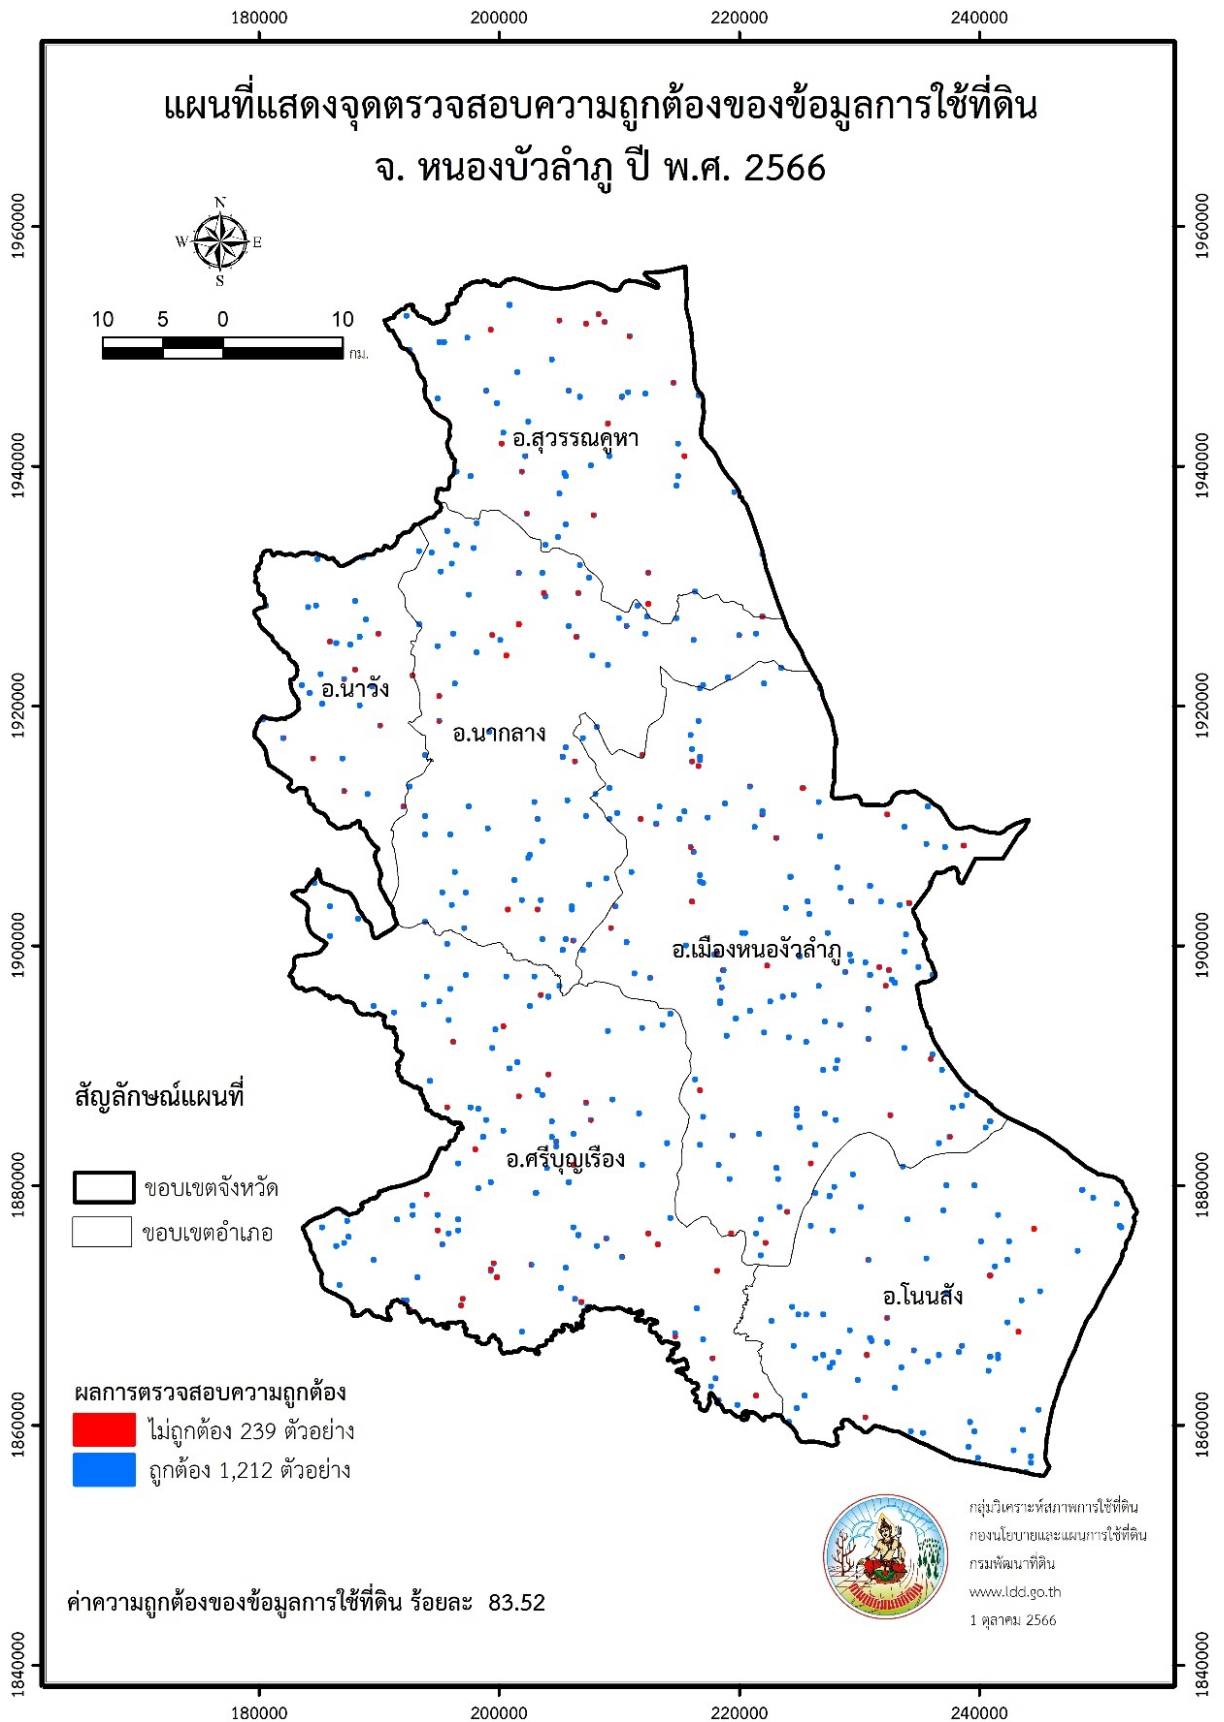 180000 200000 220000 240000
แผนที่แสดงจุดตรวจสอบความถูกต้องของข้อมูลการใช้ที่ดิน
จ. หนองบัวลำภู ปี พ.ศ. 2566
N
W E
S
10 5 0 10
กม.
1960000 1960000
1940000 1940000
1920000 1920000
1900000 1900000
1880000 1880000
1860000 1860000
1840000 1840000
อ.สุวรรณคูหา
อ.นาวัง
อ.นากลาง
อ.เมืองหนองัวลำภู
อ.ศรีบุญเรือง
อ.โนนสัง
สัญลักษณ์แผนที่
ขอบเขตจังหวัด
ขอบเขตอำเภอ
ผลการตรวจสอบความถูกต้อง
ไม่ถูกต้อง 239 ตัวอย่าง
ถูกต้อง 1,212 ตัวอย่าง
ค่าความถูกต้องของข้อมูลการใช้ที่ดิน ร้อยละ 83.52
กลุ่มวิเคราะห์สภาพการใช้ที่ดิน
กองนโยบายและแผนการใช้ที่ดิน
กรมพัฒนาที่ดิน
www.ldd.go.th
1 ตุลาคม 2566
180000 200000 220000 240000